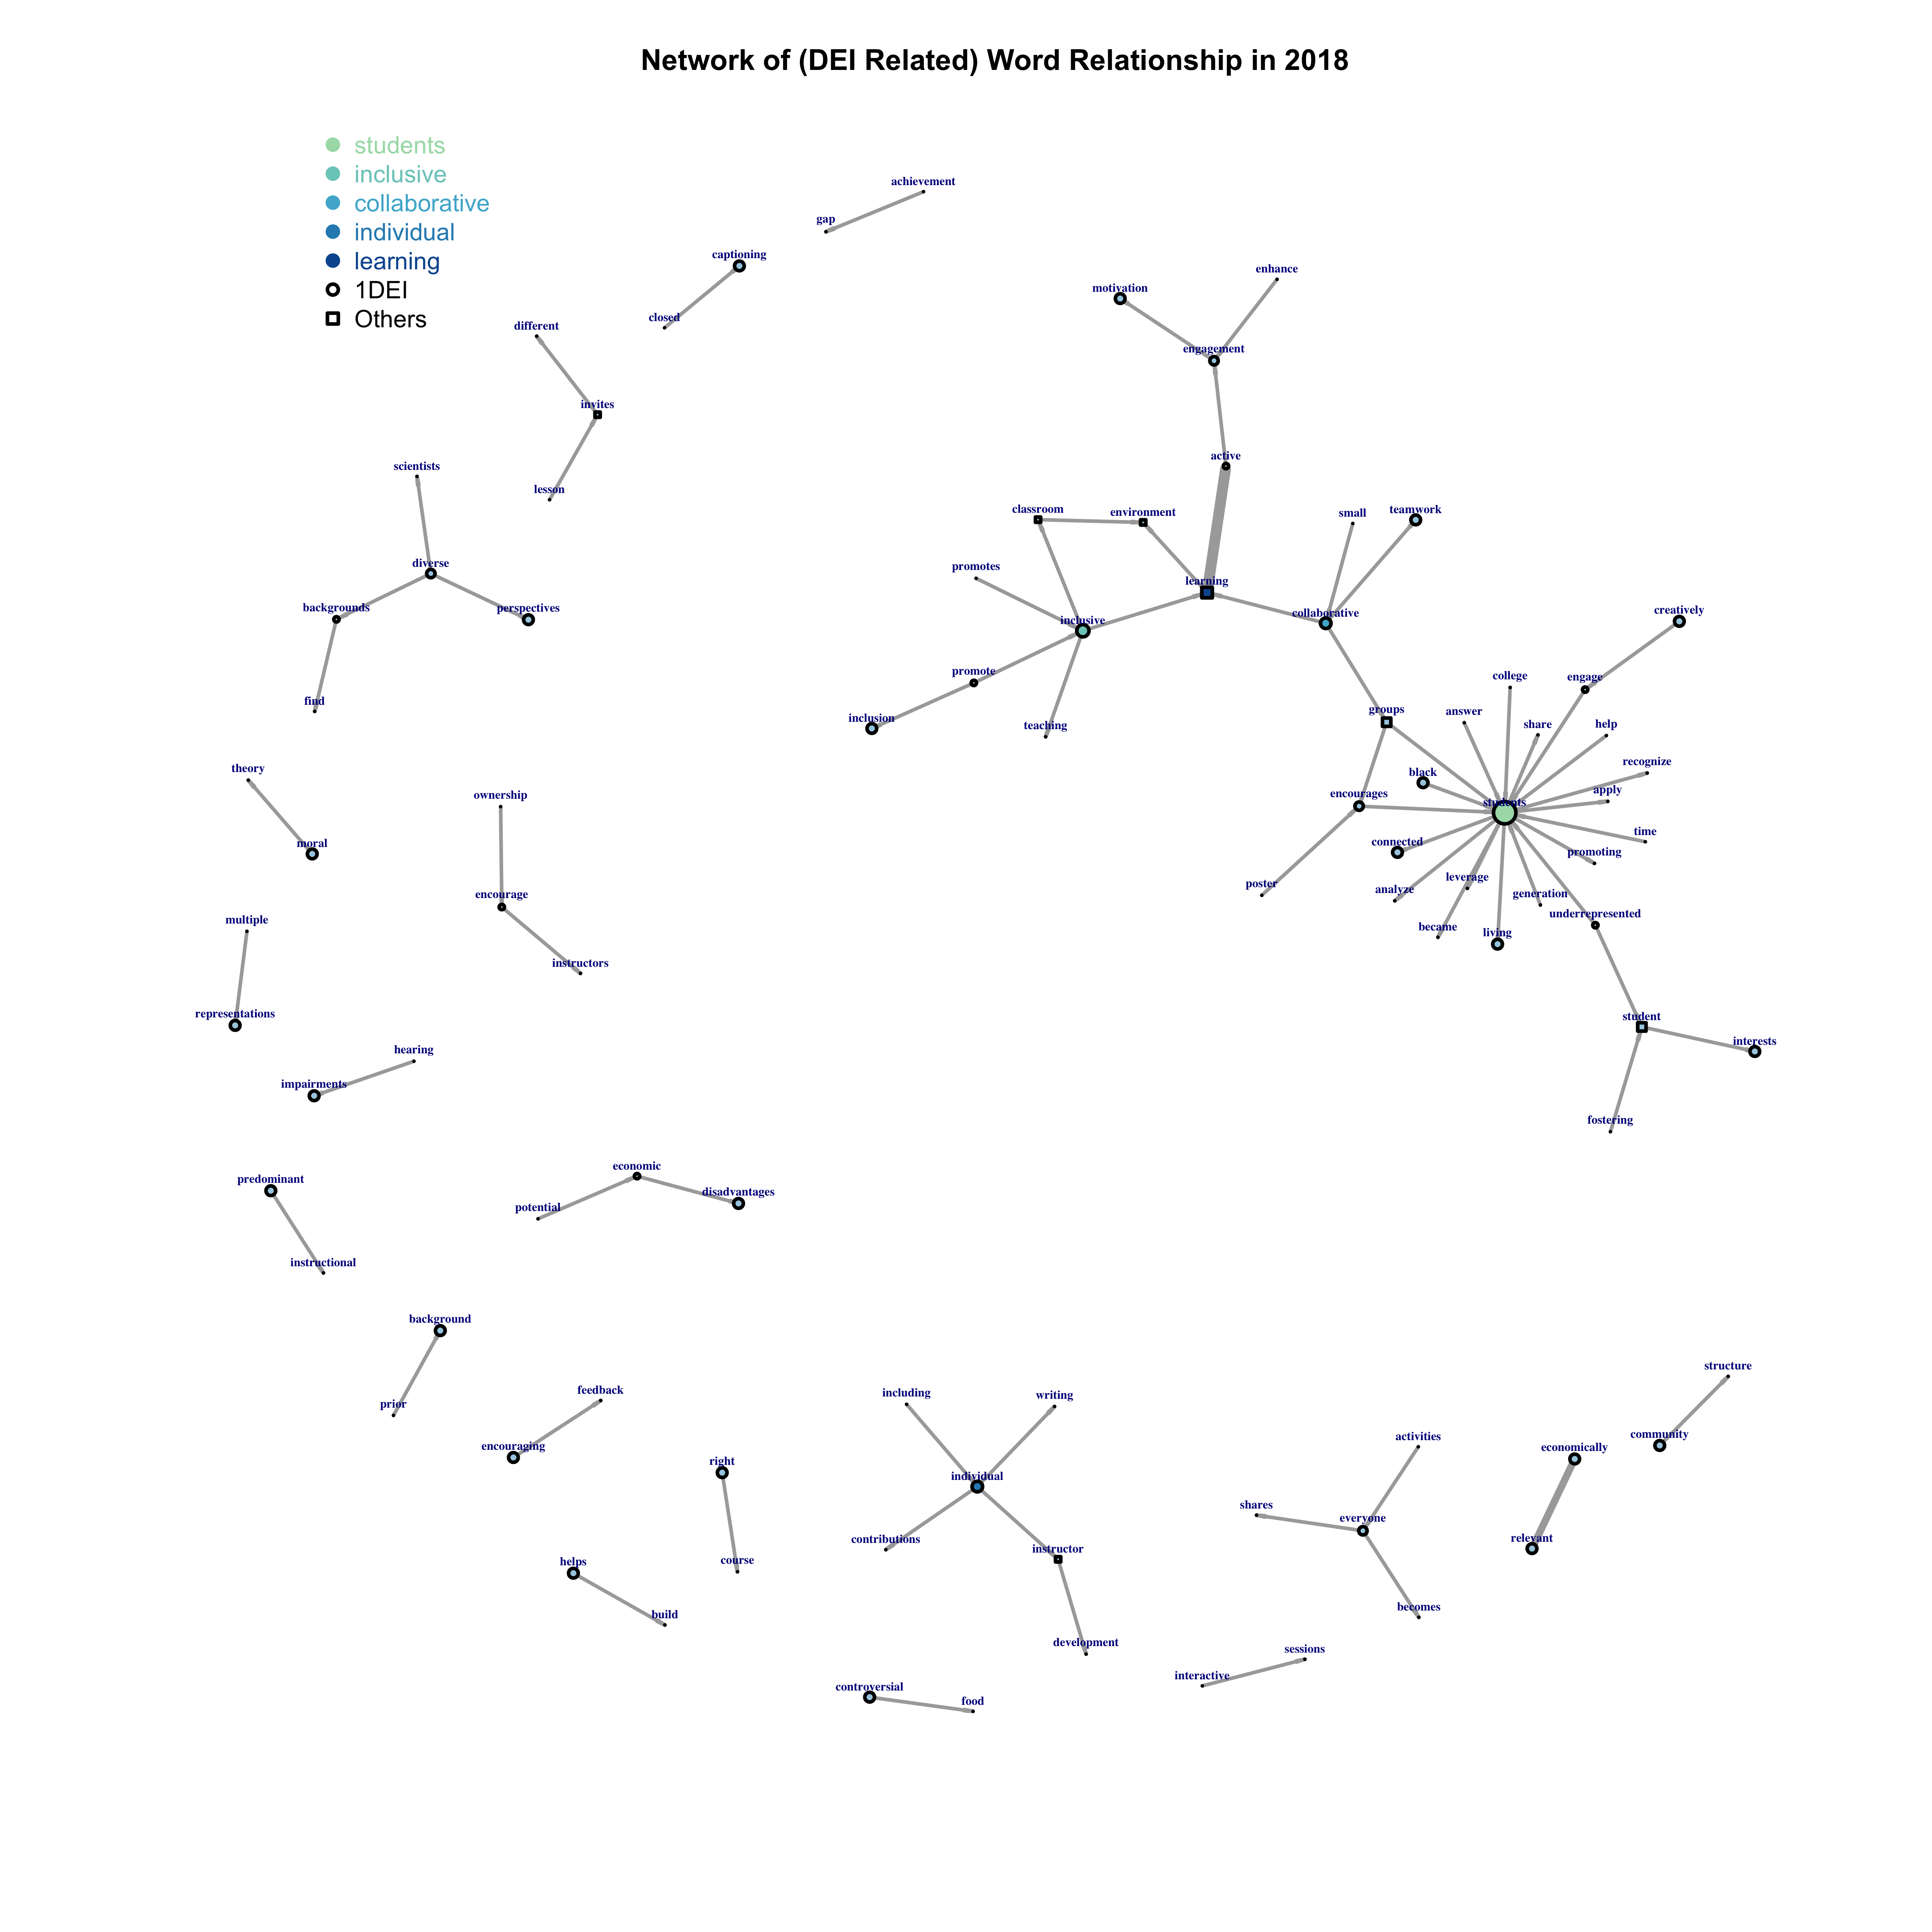 Network of (DEI Related) Word Relationship in 2018
students
inclusive
collaborative
individual
learning
1DEI
Others
achievement
gap
captioning
closed
different
invites
lesson
scientists
diverse
backgrounds
perspectives
find
motivation
enhance
engagement
active
classroom
environment
small
teamwork
promotes
learning
inclusive
collaborative
promote
inclusion
teaching
creatively
college
engage
groups
answer
share
help
black
recognize
encourages
students
apply
connected
time
promoting
poster
analyze
leverage
generation
underrepresented
became
living
student
interests
fostering
theory
moral
ownership
encourage
instructors
multiple
representations
hearing
impairments
economic
potential
disadvantages
predominant
instructional
background
prior
feedback
encouraging
right
course
helps
build
including
writing
individual
contributions
instructor
development
controversial
food
interactive
sessions
activities
shares
everyone
becomes
structure
community
economically
relevant